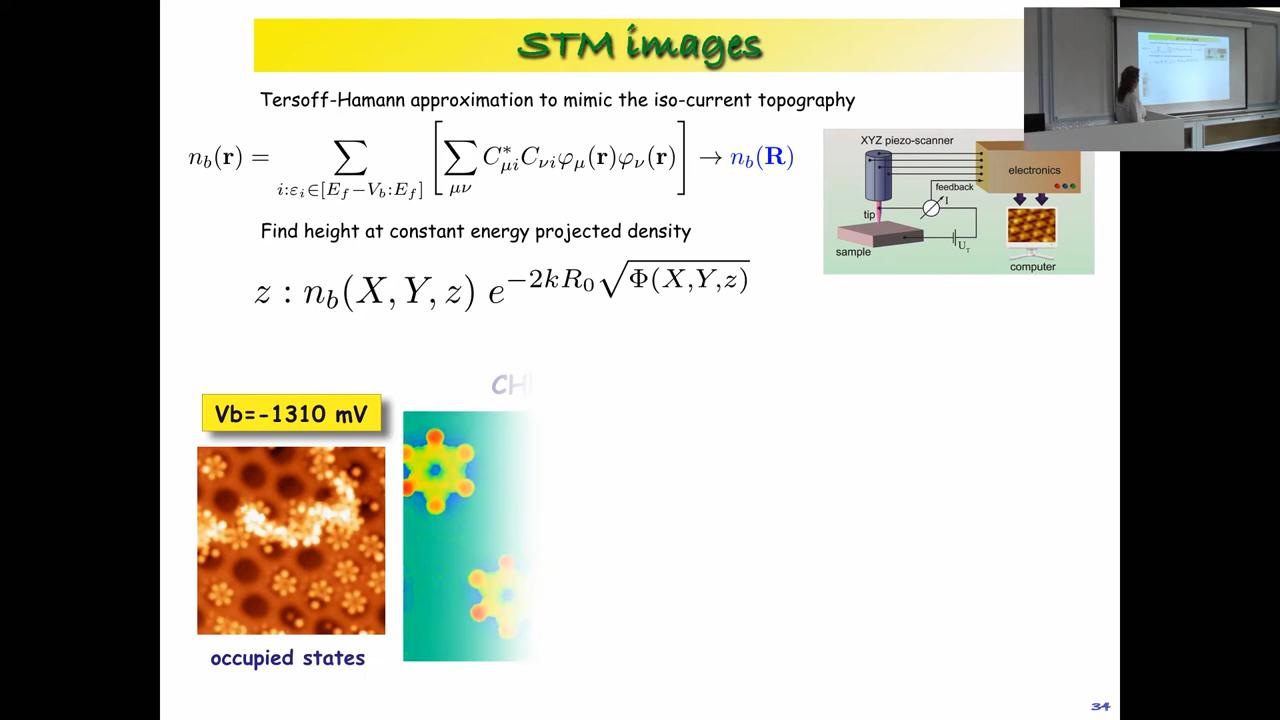 STM images
Tersoff-Hamann approximation to mimic the iso-current topography
n_b(r) = ∑_{i:ε_i∈[E_f−V_b:E_f]} [∑_{μν} C*_{μi}C_{νi}φ_μ(r)φ_ν(r)] → n_b(R)
XYZ piezo-scanner
electronics
feedback
I
tip
sample
U_T
computer
Find height at constant energy projected density
z : n_b(X, Y, z) e^{−2kR_0√Φ(X,Y,z)}
CH
Vb=-1310 mV
occupied states
34